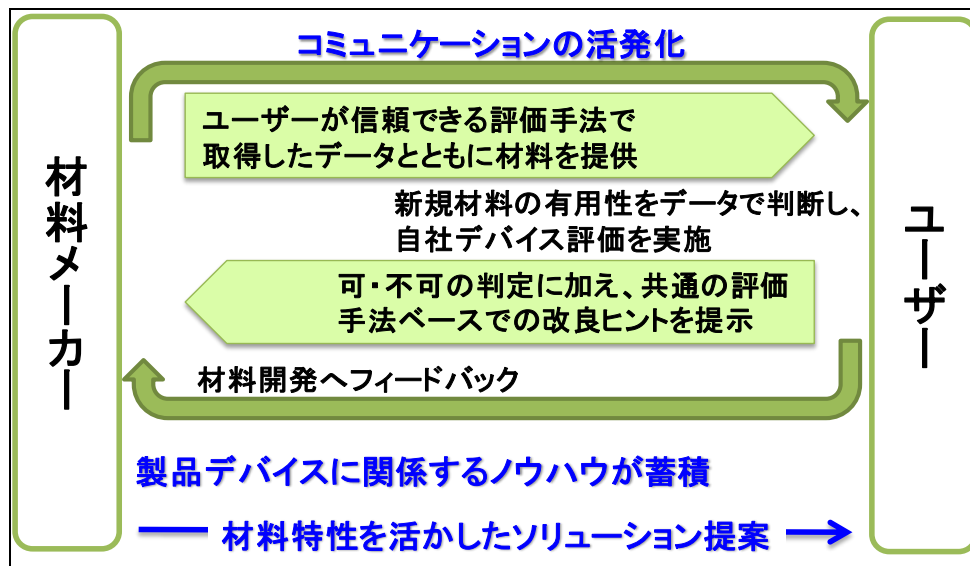 コミュニケーションの活発化
材料メーカー
ユーザーが信頼できる評価手法で
取得したデータとともに材料を提供
新規材料の有用性をデータで判断し、
自社デバイス評価を実施
ユーザー
可・不可の判定に加え、共通の評価
手法ベースでの改良ヒントを提示
材料開発へフィードバック
製品デバイスに関係するノウハウが蓄積
材料特性を活かしたソリューション提案